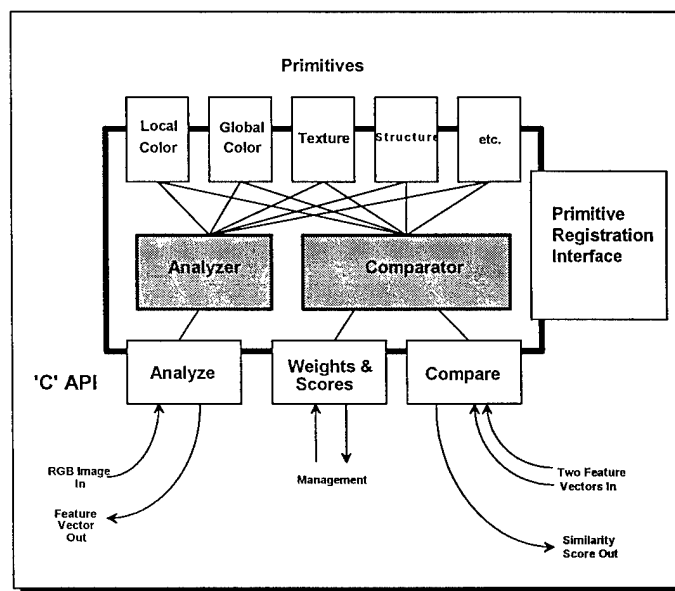 Primitives
Local
Color
Global
Color
Texture
Structure
etc.
Primitive
Registration
Interface
Analyzer
Comparator
'C' API
Analyze
Weights &
Scores
Compare
RGB Image
In
Feature
Vector
Out
Management
Two Feature
Vectors In
Similarity
Score Out